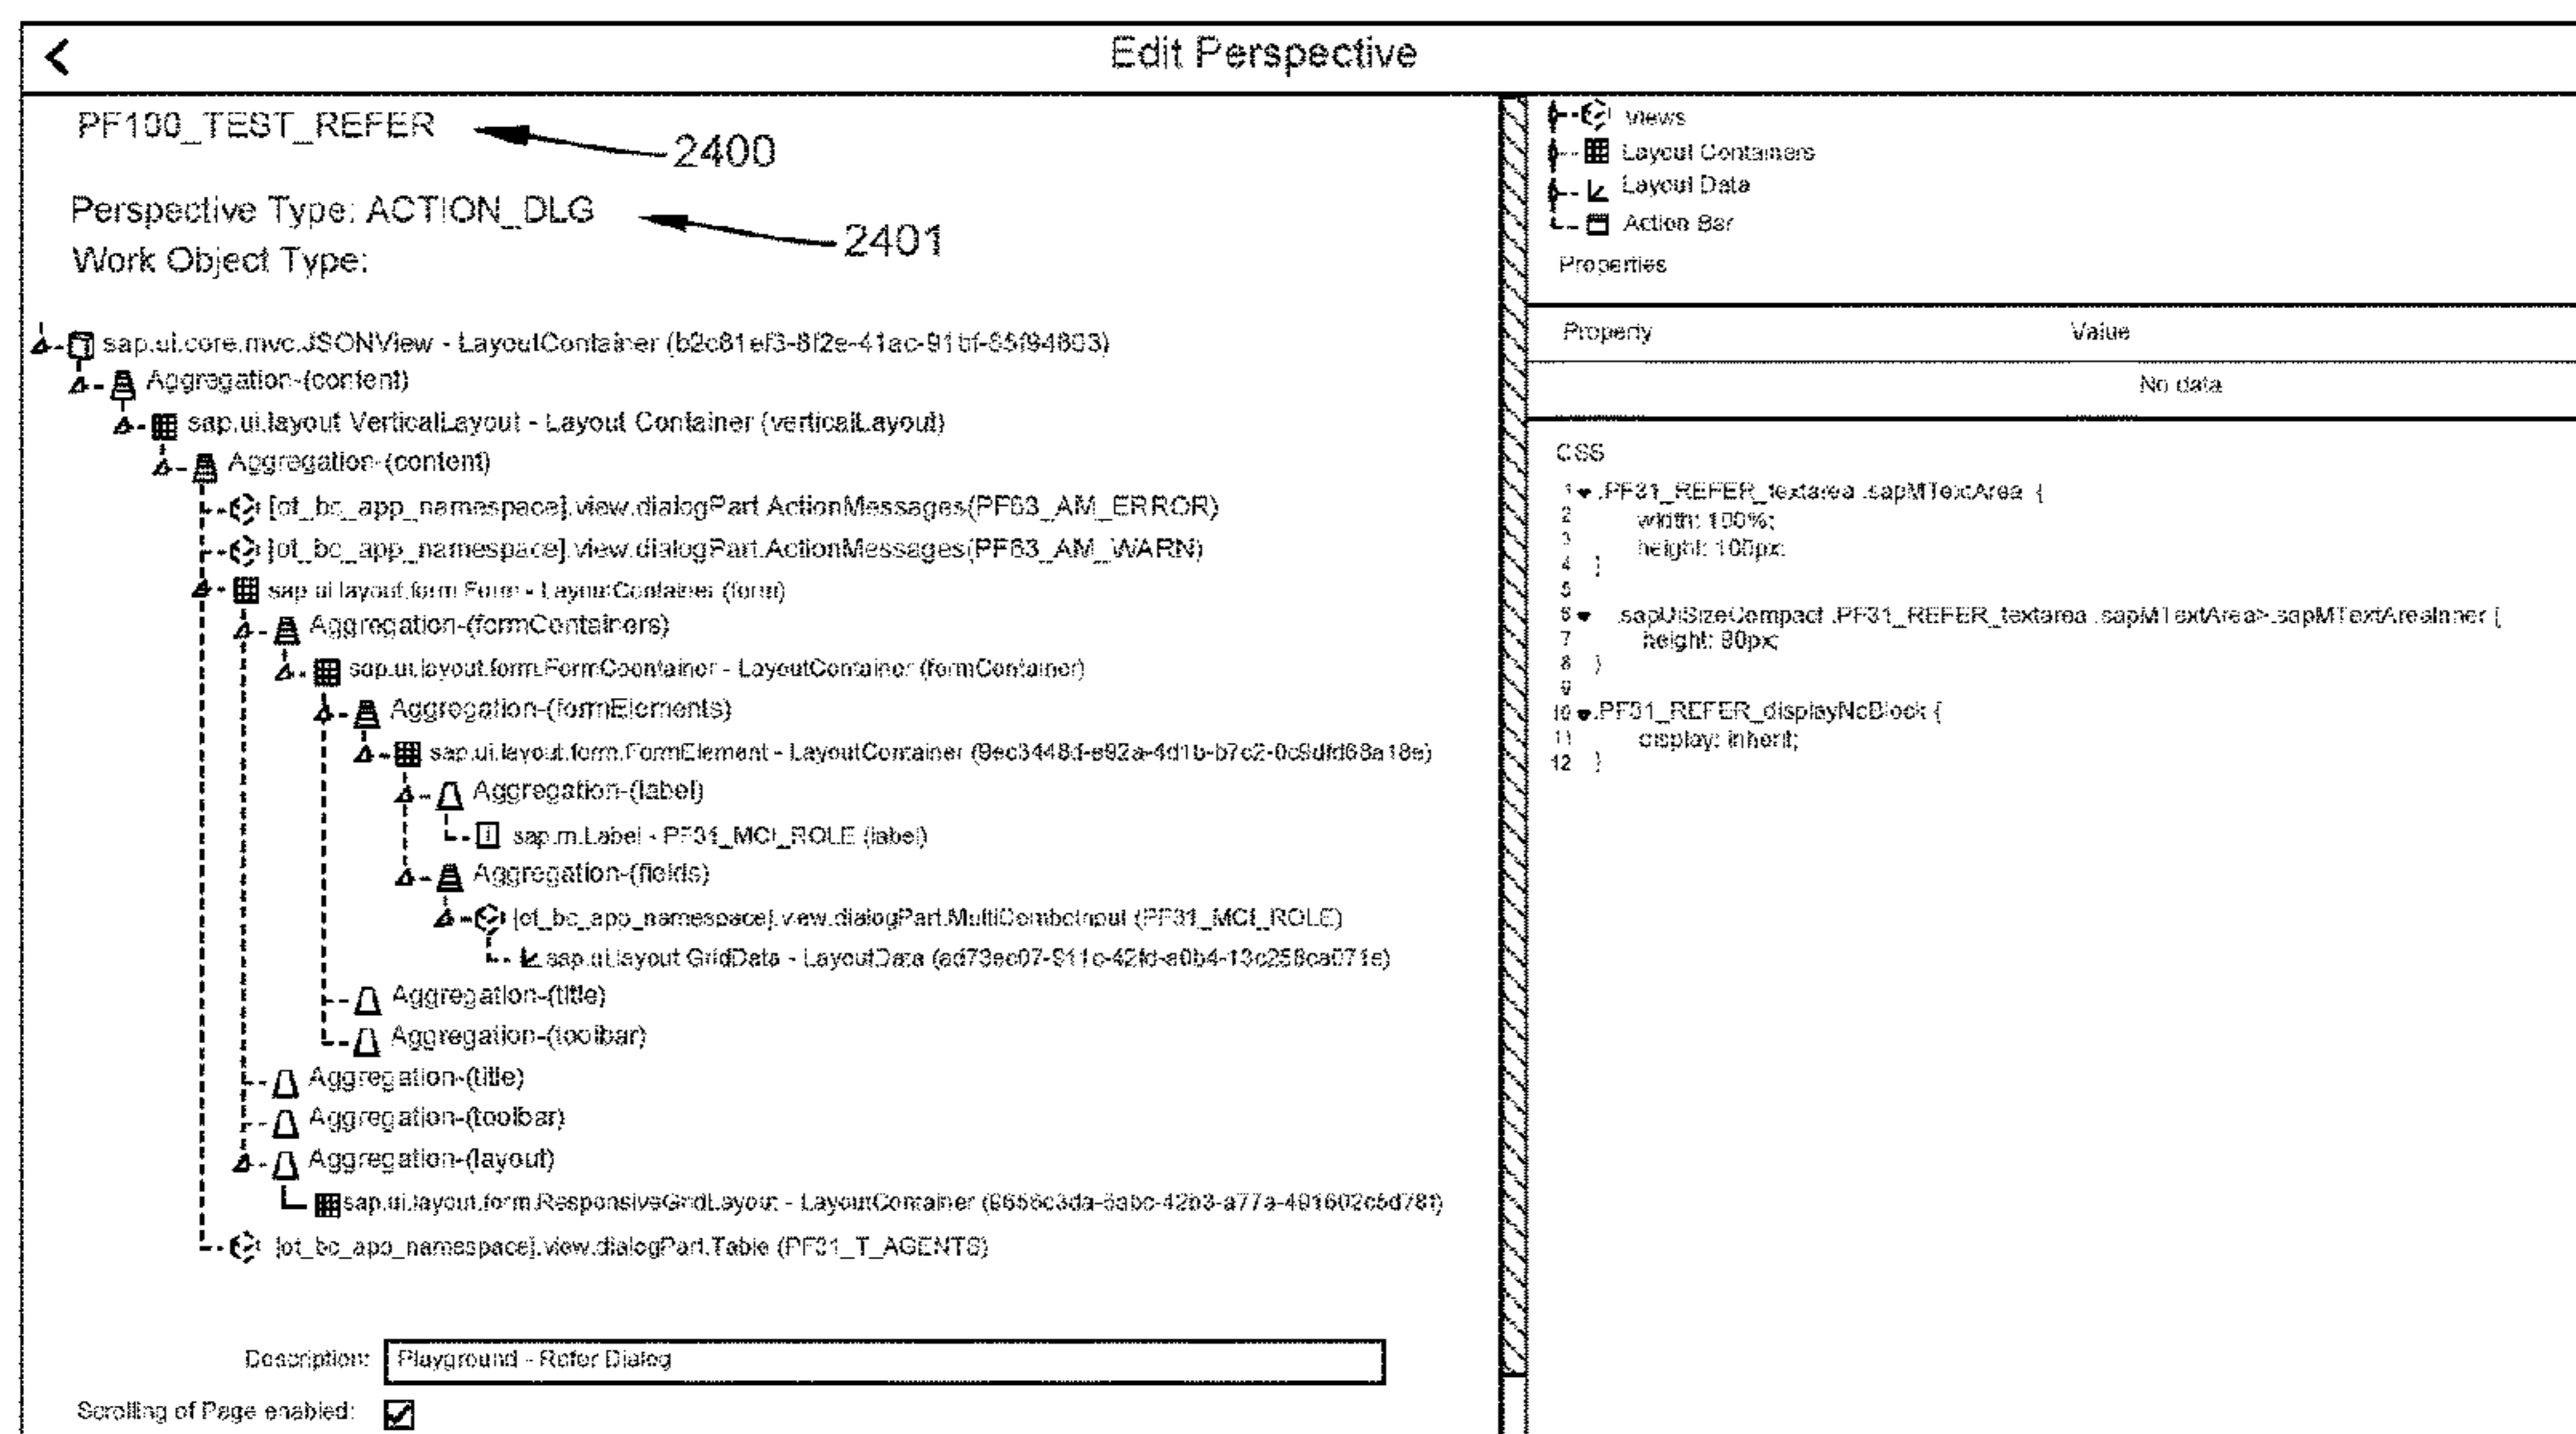 Edit Perspective
PF100_TEST_REFER
2400
Perspective Type: ACTION_DLG
2401
Work Object Type:
sap.ui.core.mvc.JSONView - LayoutContainer
Aggregation-(content)
sap.ui.layout VerticalLayout - Layout Container (verticalLayout)
Aggregation-(content)
[ot_bc_app_namespace].view.dialogPart.ActionMessages(PF63_AM_ERROR)
[ot_bc_app_namespace].view.dialogPart.ActionMessages(PF63_AM_WARN)
sap.ui.layout.form.Form - LayoutContainer (form)
Aggregation-(formContainers)
sap.ui.layout.form.FormCoontainer - LayoutContainer (formContainer)
Aggregation-(formElements)
sap.ui.layout.form.FormElement - LayoutContainer
Aggregation-(label)
sap.m.Label - PF31_MCI_ROLE (label)
Aggregation-(fields)
[ot_bc_app_namespace].view.dialogPart.MultiComboInput (PF31_MCI_ROLE)
sap.ui.layout.GridData - LayoutData
Aggregation-(title)
Aggregation-(toolbar)
Aggregation-(title)
Aggregation-(toolbar)
Aggregation-(layout)
sap.ui.layout.form.ResponsiveGridLayout - LayoutContainer
[ot_bc_app_namespace].view.dialogPart.Table (PF31_T_AGENTS)
Description: Playground - Refer Dialog
Scrolling of Page enabled:
Views
Layout Containers
Layout Data
Action Bar
Properties
Property Value
No data
CSS
1 .PF31_REFER_textarea .sapMTextArea {
2 width: 100%;
3 height: 100px;
4 }
5
6 .sapUiSizeCompact .PF31_REFER_textarea .sapMTextArea>.sapMTextAreaInner {
7 height: 80px;
8 }
9
10 .PF31_REFER_displayNoBlock {
11 display: inherit;
12 }